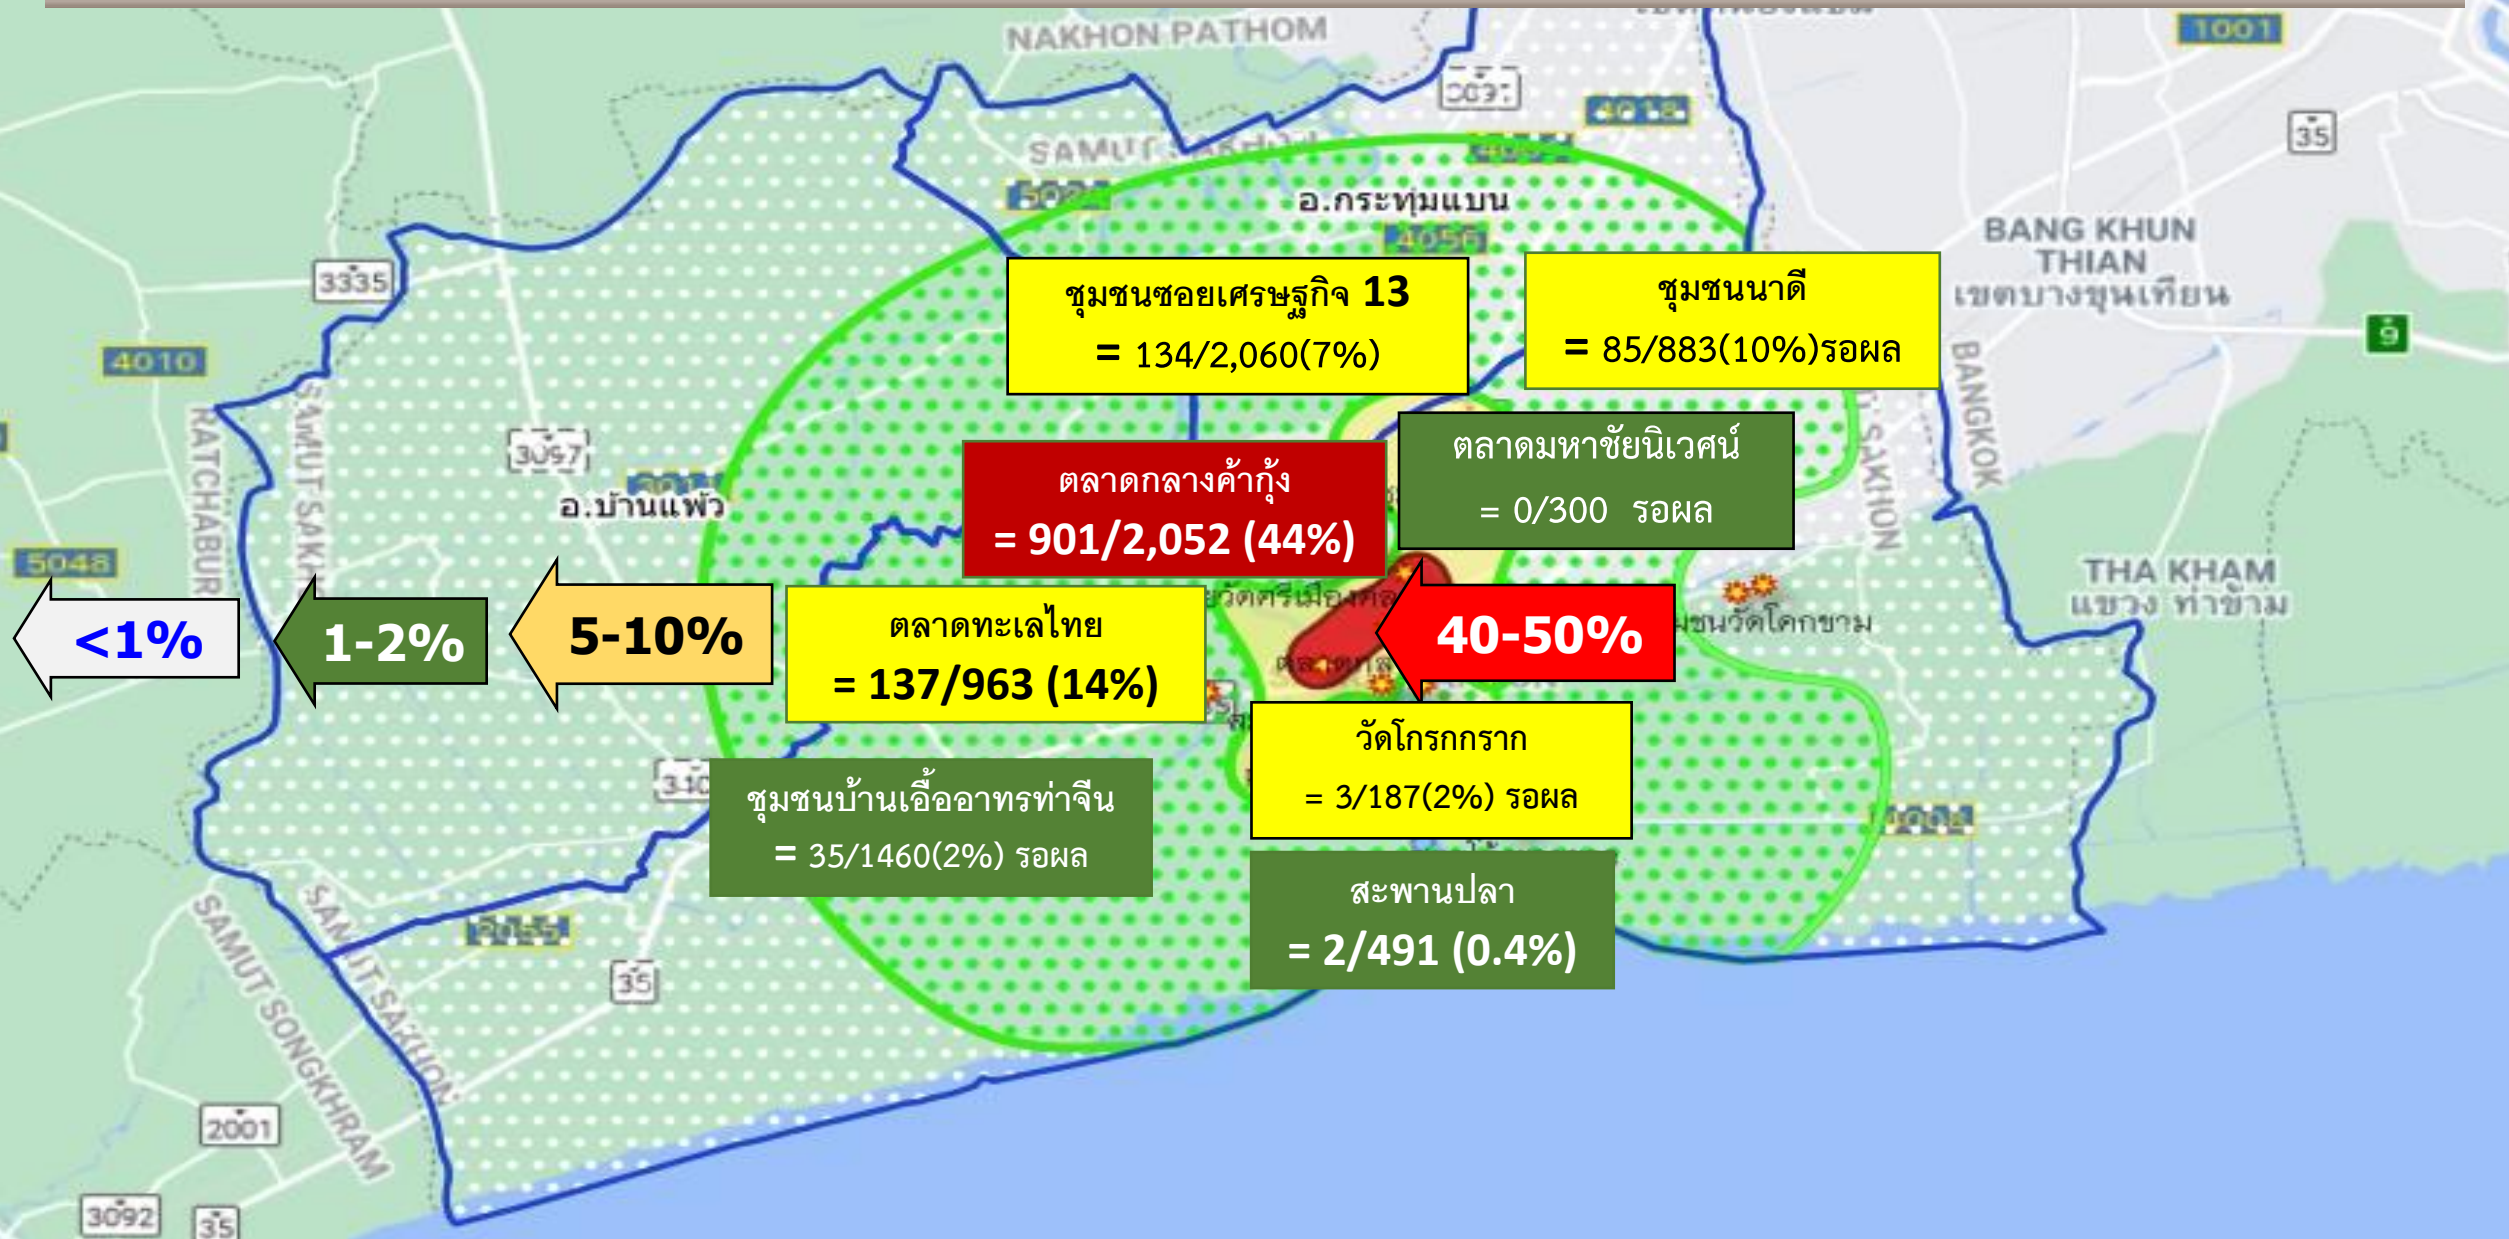 NAKHON PATHOM
1001
4018
35
อ.กระทุ่มแบน
4056
BANG KHUN
THIAN
เขตบางขุนเทียน
3335
ชุมชนซอยเศรษฐกิจ 13
= 134/2,060(7%)
ชุมชนนาดี
= 85/883(10%)รอผล
9
4010
BANGKOK
SAKHON
3097
อ.บ้านแพ้ว
ตลาดกลางค้ากุ้ง
= 901/2,052 (44%)
ตลาดมหาชัยนิเวศน์
= 0/300 รอผล
5048
THA KHAM
แขวง ท่าข้าม
<1%
1-2%
5-10%
ตลาดทะเลไทย
= 137/963 (14%)
40-50%
วัดโกรกกราก
= 3/187(2%) รอผล
ชุมชนบ้านเอื้ออาทรท่าจีน
= 35/1460(2%) รอผล
สะพานปลา
= 2/491 (0.4%)
35
SAMUT SONGKHRAM
SAMUT SAKHON
2001
3092
35